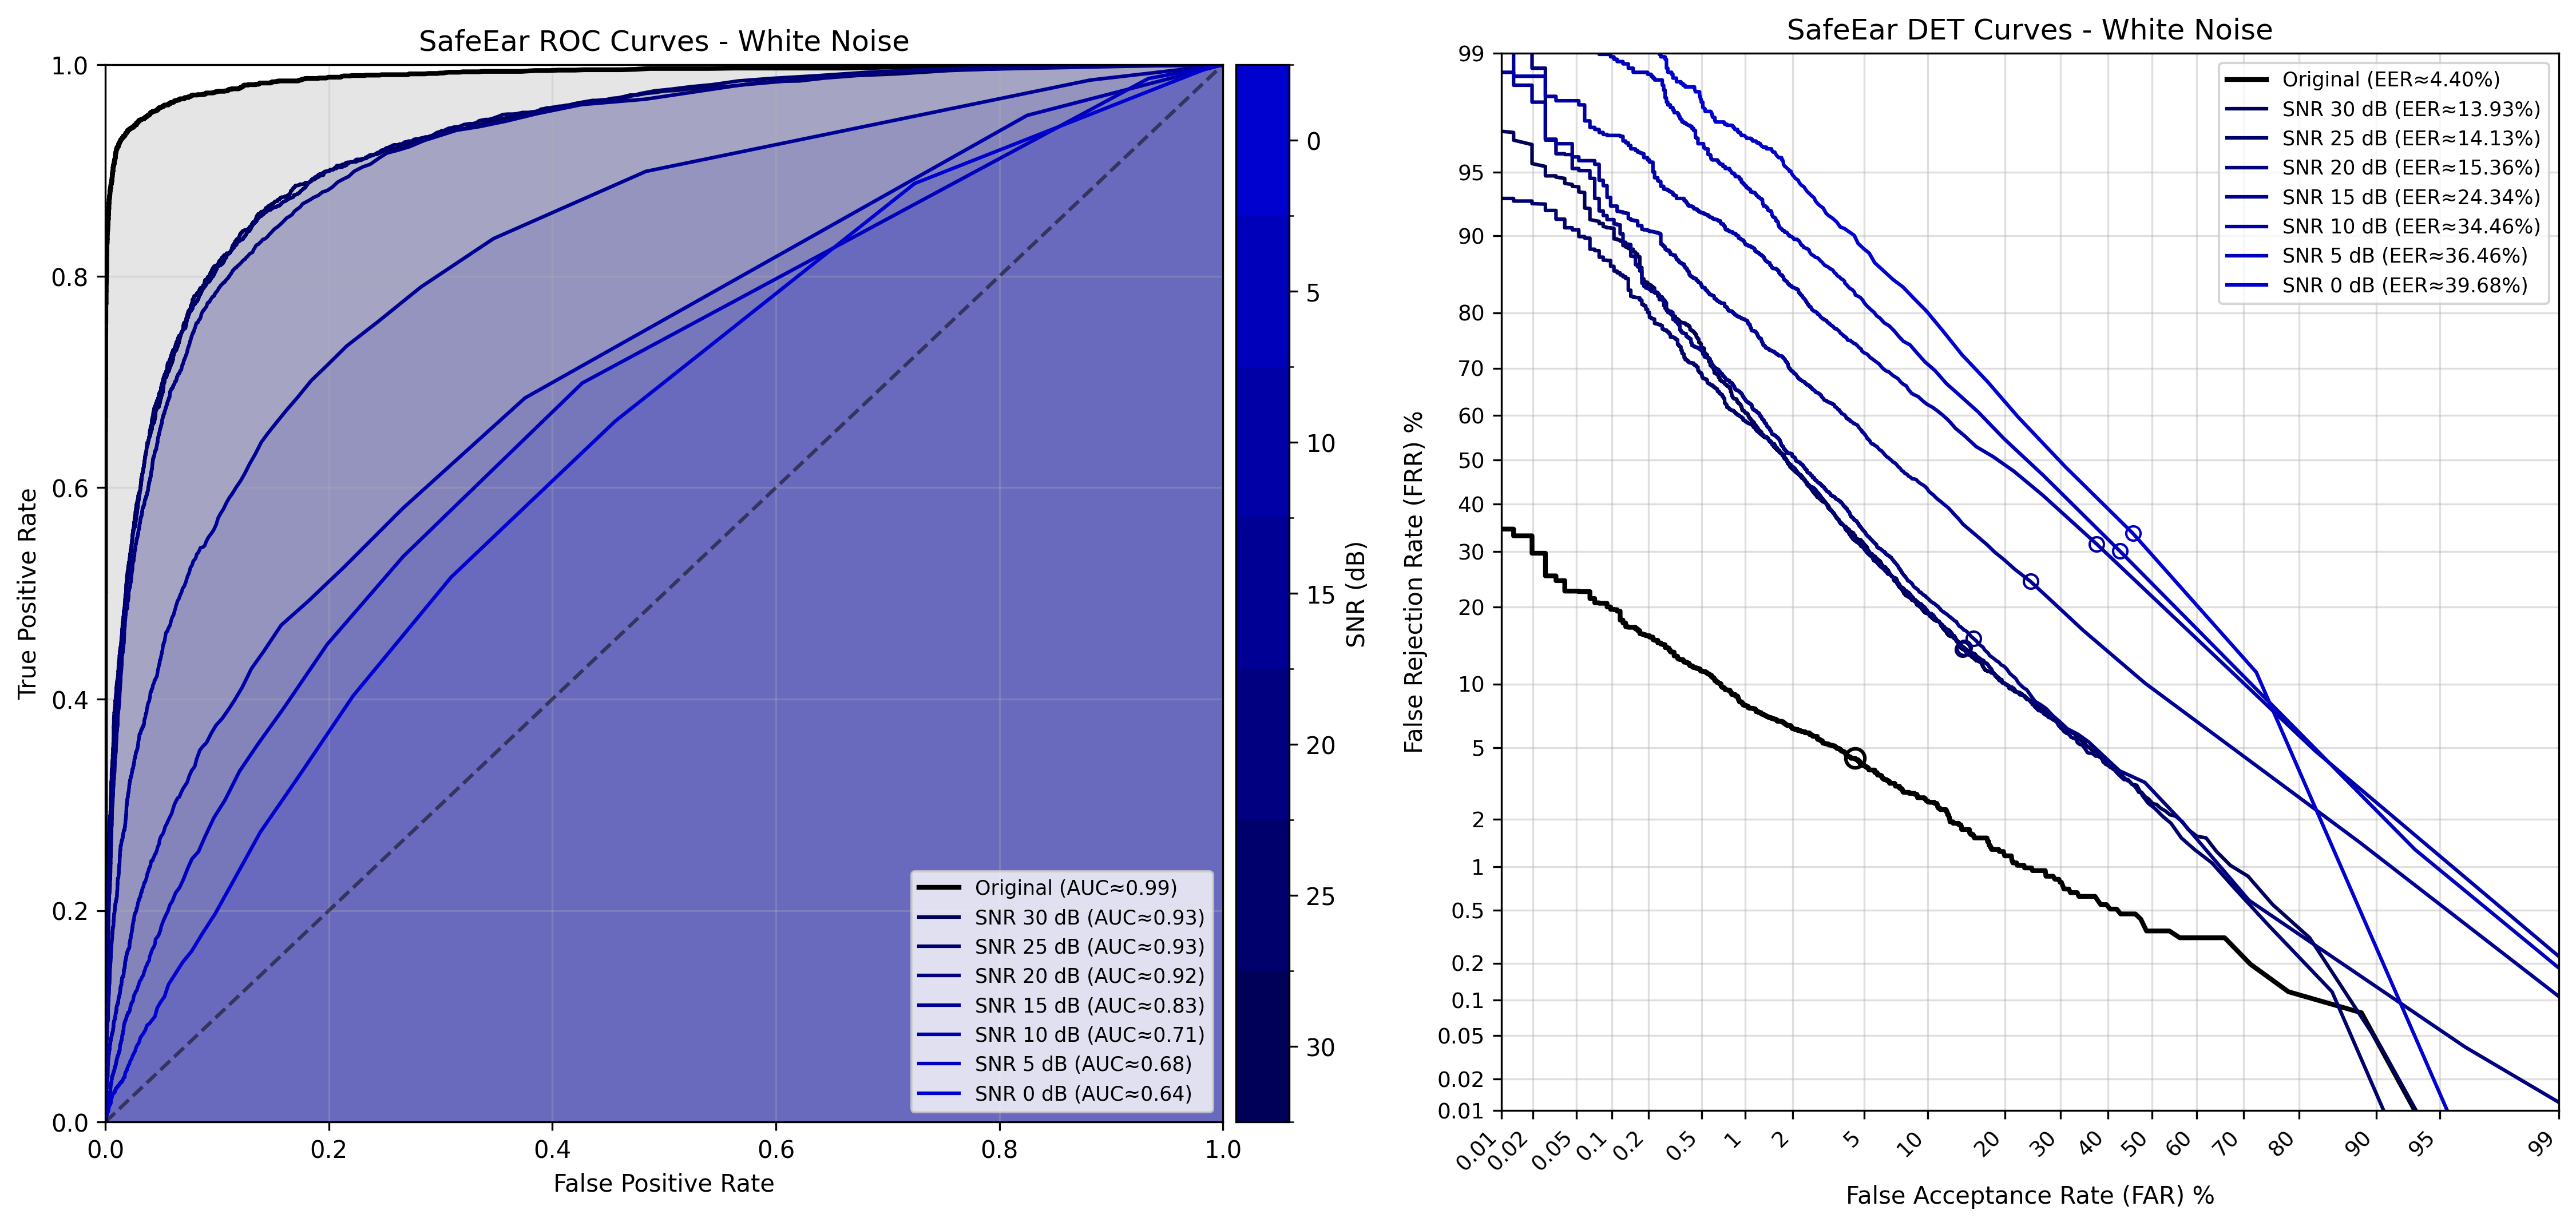 SafeEar ROC Curves - White Noise
1.0
0.8
0.6
0.4
0.2
0.0
True Positive Rate
0.0 0.2 0.4 0.6 0.8 1.0
False Positive Rate
Original (AUC≈0.99)
SNR 30 dB (AUC≈0.93)
SNR 25 dB (AUC≈0.93)
SNR 20 dB (AUC≈0.92)
SNR 15 dB (AUC≈0.83)
SNR 10 dB (AUC≈0.71)
SNR 5 dB (AUC≈0.68)
SNR 0 dB (AUC≈0.64)
0
5
10
15
20
25
30
SNR (dB)
SafeEar DET Curves - White Noise
99
95
90
80
70
60
50
40
30
20
10
5
2
1
0.5
0.2
0.1
0.05
0.02
0.01
False Rejection Rate (FRR) %
Original (EER≈4.40%)
SNR 30 dB (EER≈13.93%)
SNR 25 dB (EER≈14.13%)
SNR 20 dB (EER≈15.36%)
SNR 15 dB (EER≈24.34%)
SNR 10 dB (EER≈34.46%)
SNR 5 dB (EER≈36.46%)
SNR 0 dB (EER≈39.68%)
0.01 0.02 0.05 0.1 0.2 0.5 1 2 5 10 20 30 40 50 60 70 80 90 95 99
False Acceptance Rate (FAR) %